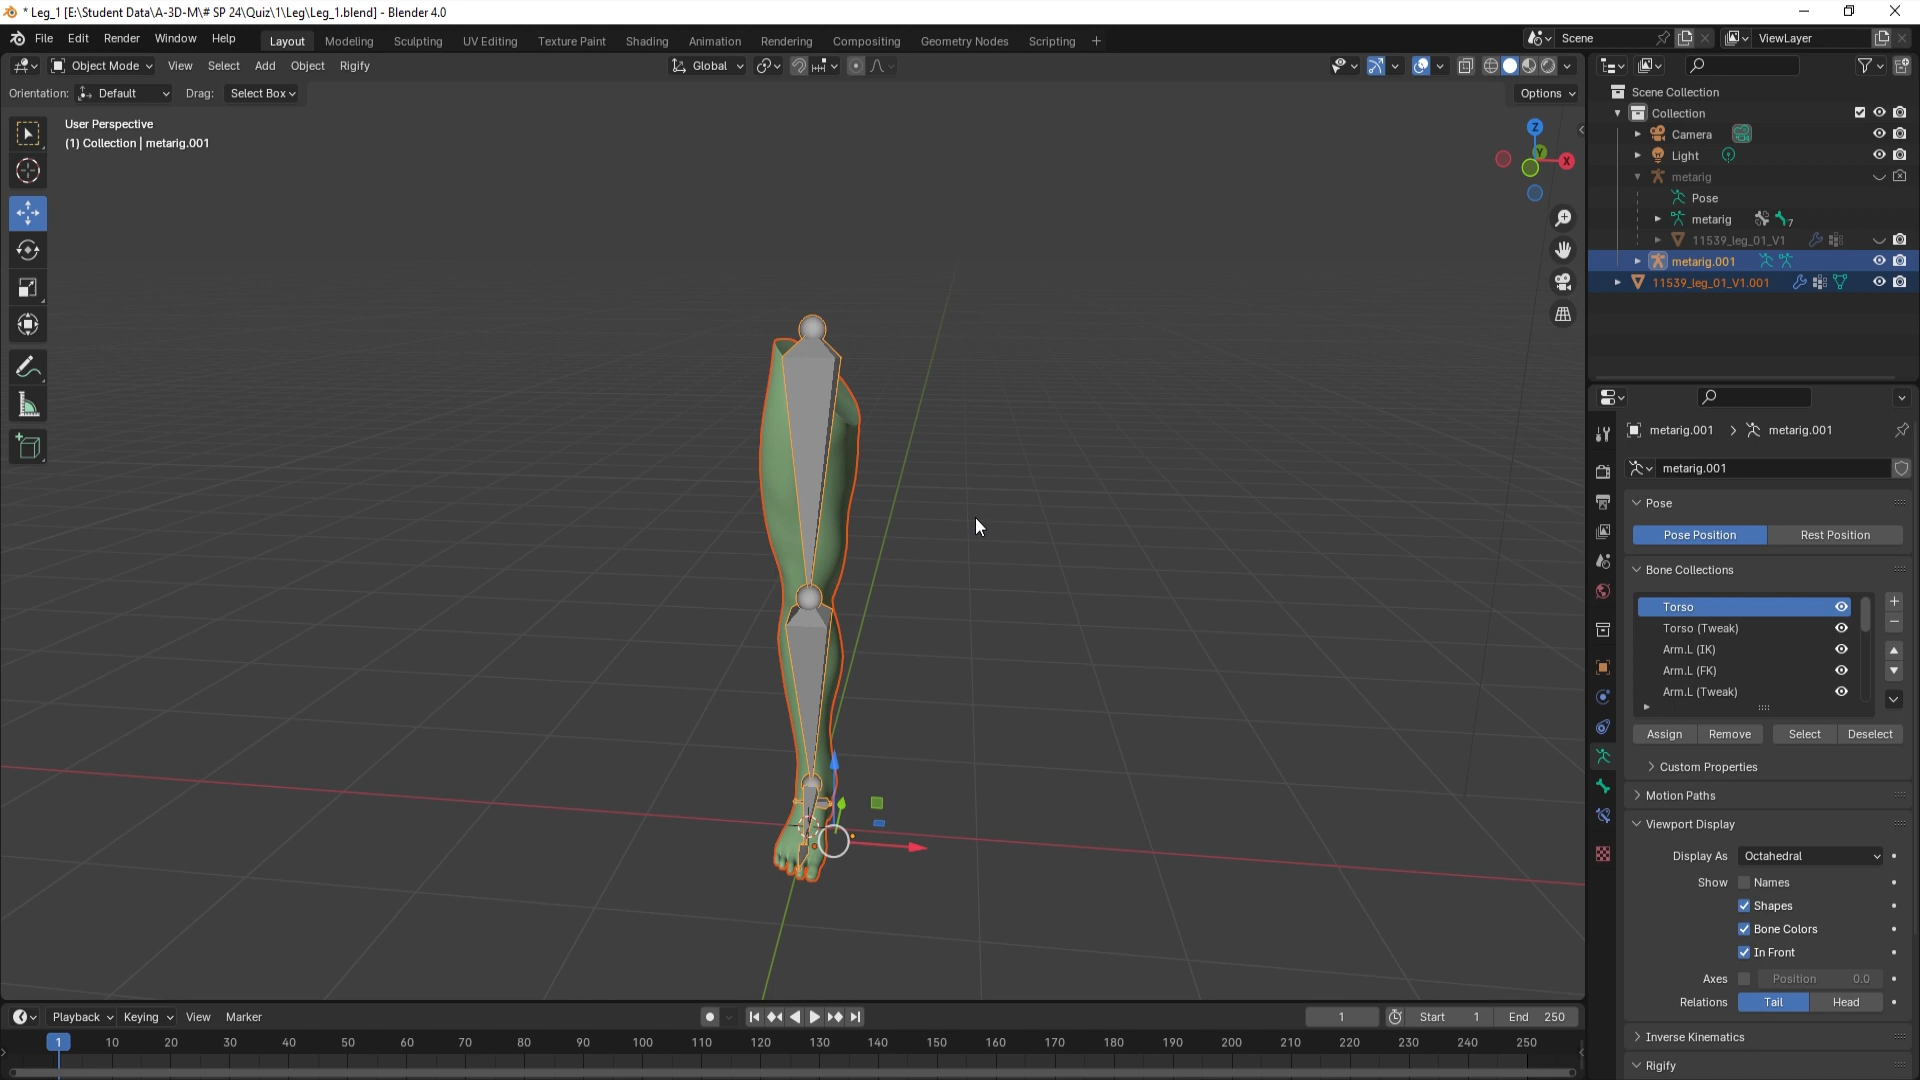 * Leg_1 [E:\Student Data\A-3D-M\# SP 24\Quiz\1\Leg\Leg_1.blend] - Blender 4.0
File Edit Render Window Help Layout Modeling Sculpting UV Editing Texture Paint Shading Animation Rendering Compositing Geometry Nodes Scripting + Scene ViewLayer
Object Mode View Select Add Object Rigify Global
Orientation: Default Drag: Select Box Options
User Perspective
(1) Collection | metarig.001
Z
Y
X
Scene Collection
Collection
Camera
Light
metarig
Pose
metarig 7
11539_leg_01_V1
metarig.001
11539_leg_01_V1.001
metarig.001 > metarig.001
metarig.001
Pose
Pose Position Rest Position
Bone Collections
Torso
Torso (Tweak)
Arm.L (IK)
Arm.L (FK)
Arm.L (Tweak)
Assign Remove Select Deselect
Custom Properties
Motion Paths
Viewport Display
Display As Octahedral
Show Names
Shapes
Bone Colors
In Front
Axes Position 0.0
Relations Tail Head
Inverse Kinematics
Rigify
Playback Keying View Marker 1 Start 1 End 250
1 10 20 30 40 50 60 70 80 90 100 110 120 130 140 150 160 170 180 190 200 210 220 230 240 250